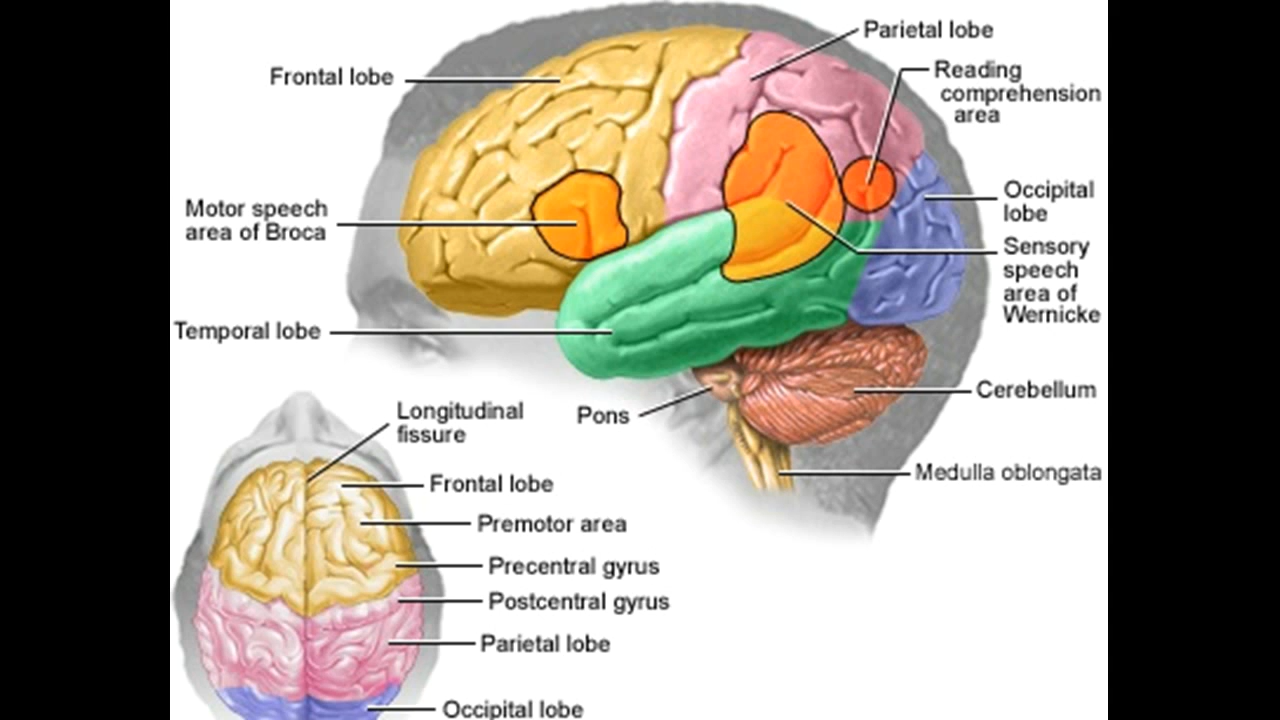 Parietal lobe
Frontal lobe
Reading
comprehension
area
Motor speech
area of Broca
Occipital
lobe
Sensory
speech
area of
Wernicke
Temporal lobe
Cerebellum
Pons
Medulla oblongata
Longitudinal
fissure
Frontal lobe
Premotor area
Precentral gyrus
Postcentral gyrus
Parietal lobe
Occipital lobe